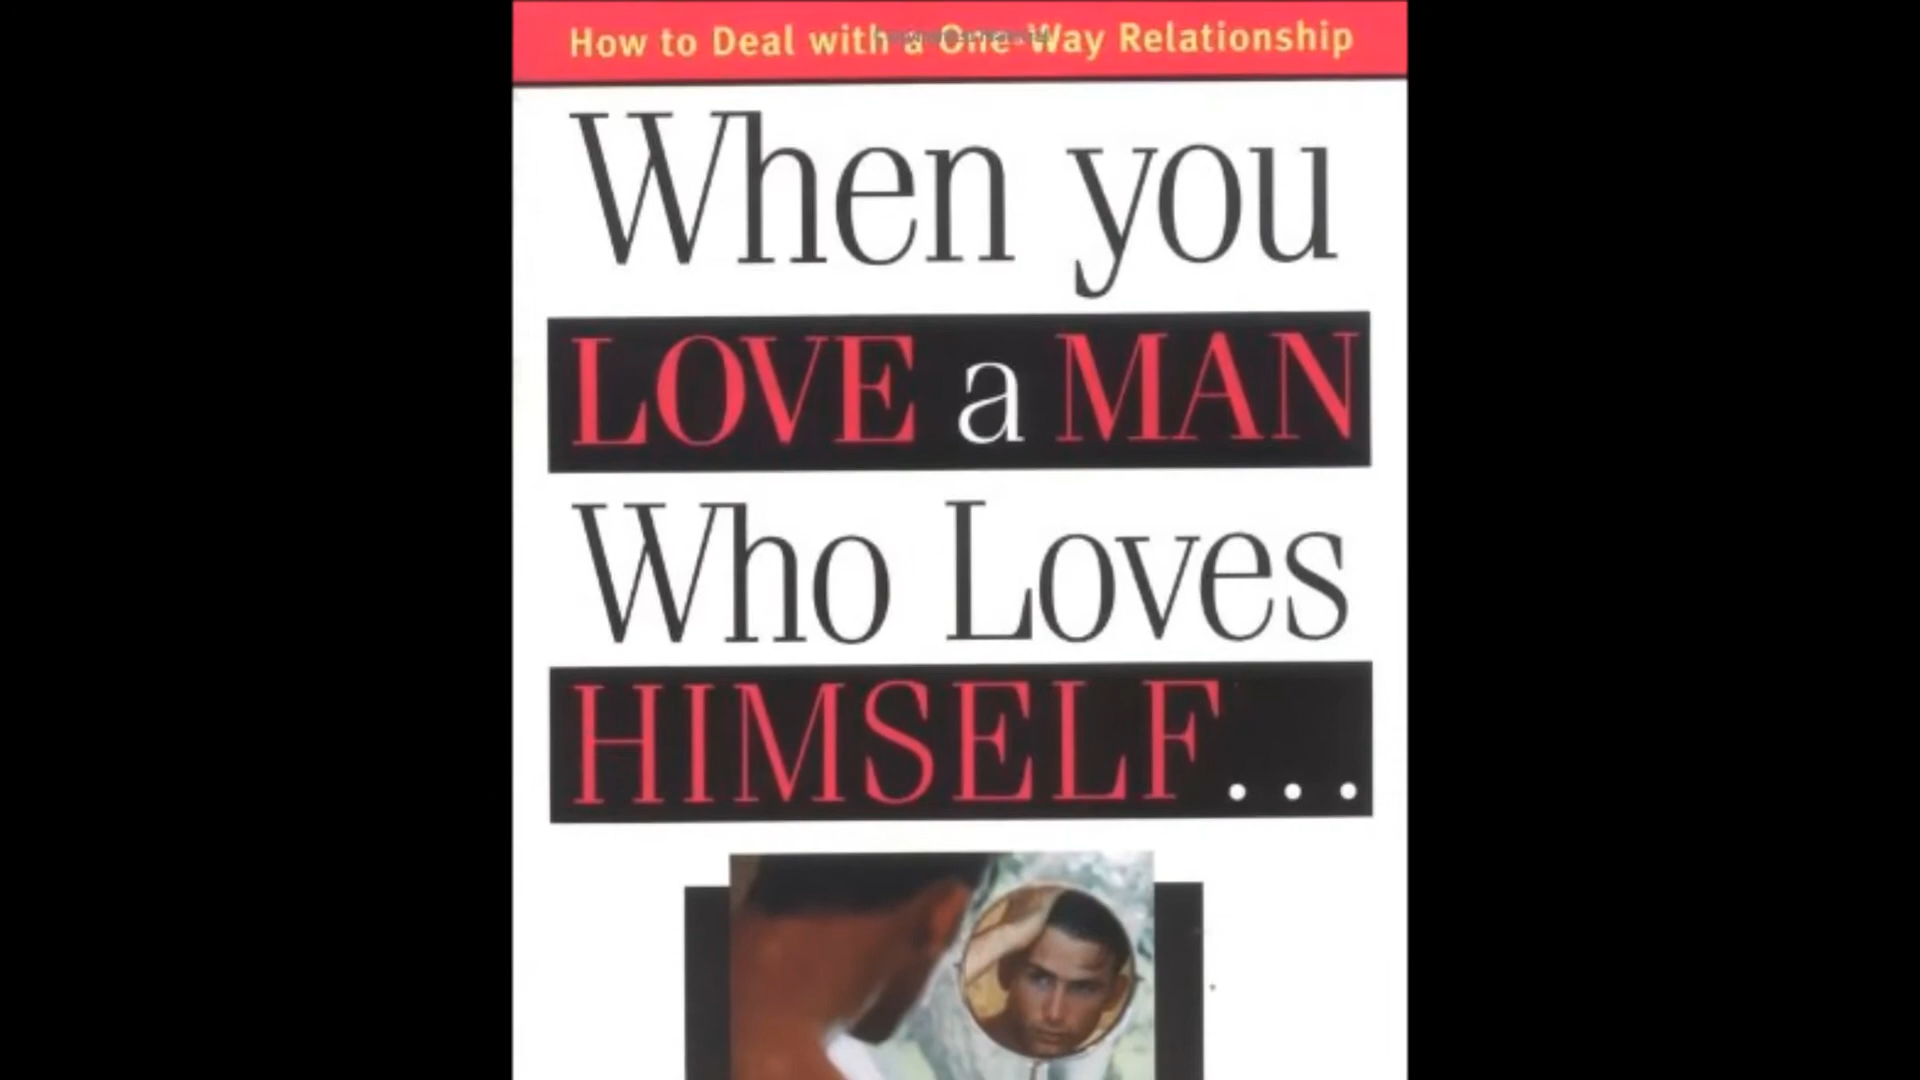 How to Deal with a One-Way Relationship
When you
LOVE a MAN
Who Loves
HIMSELF...